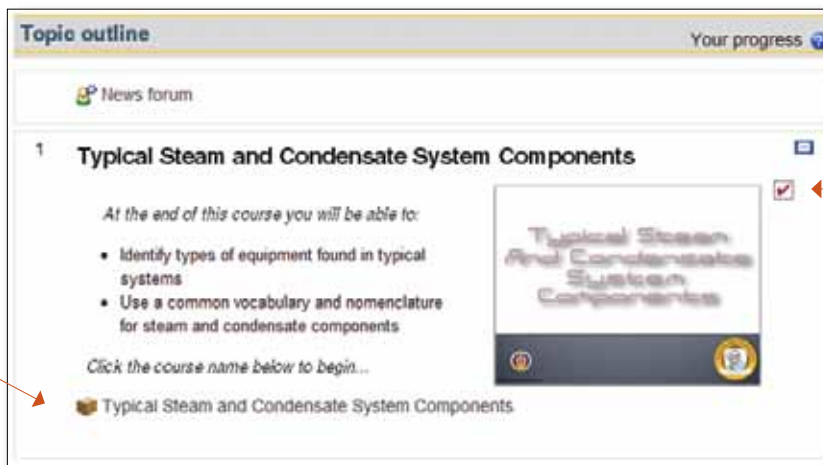 Topic outline
Your progress
News forum
1
Typical Steam and Condensate System Components
At the end of this course you will be able to:
• Identify types of equipment found in typical
systems
• Use a common vocabulary and nomenclature
for steam and condensate components
Click the course name below to begin...
Typical Steam and Condensate System Components
Typical Steam
And Condensate
System
Components